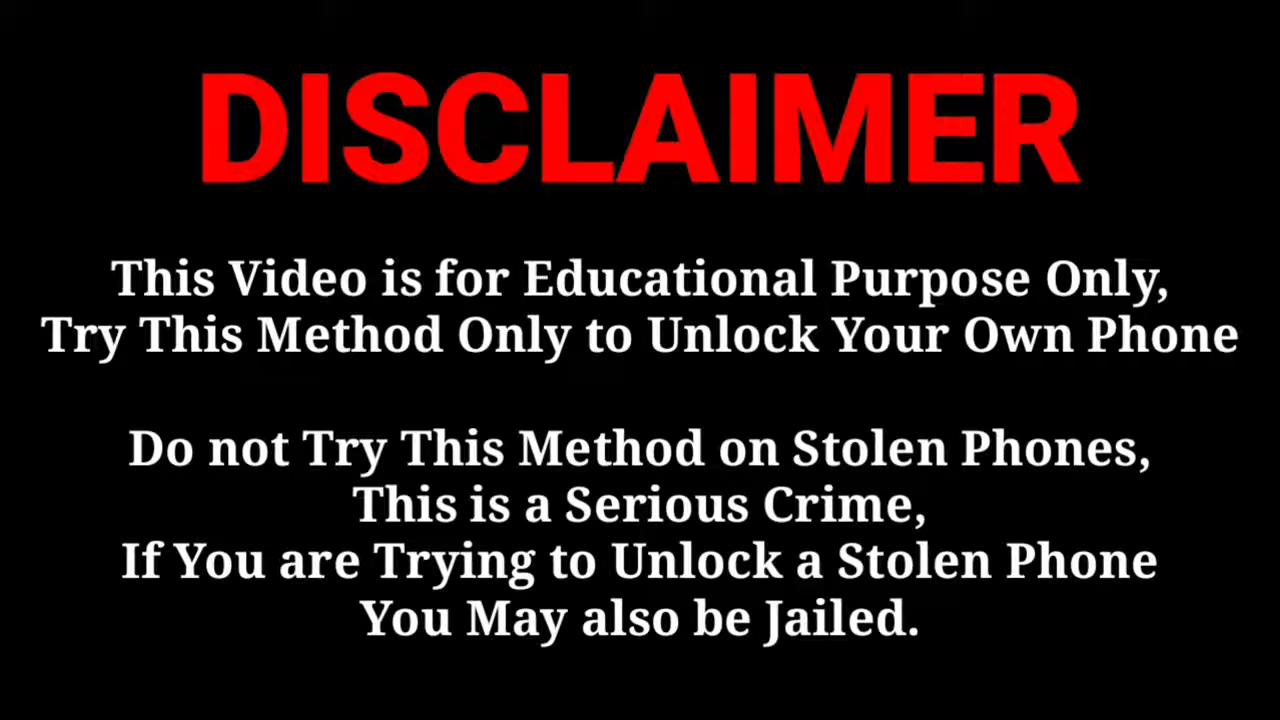 DISCLAIMER
This Video is for Educational Purpose Only,
Try This Method Only to Unlock Your Own Phone
Do not Try This Method on Stolen Phones,
This is a Serious Crime,
If You are Trying to Unlock a Stolen Phone
You May also be Jailed.